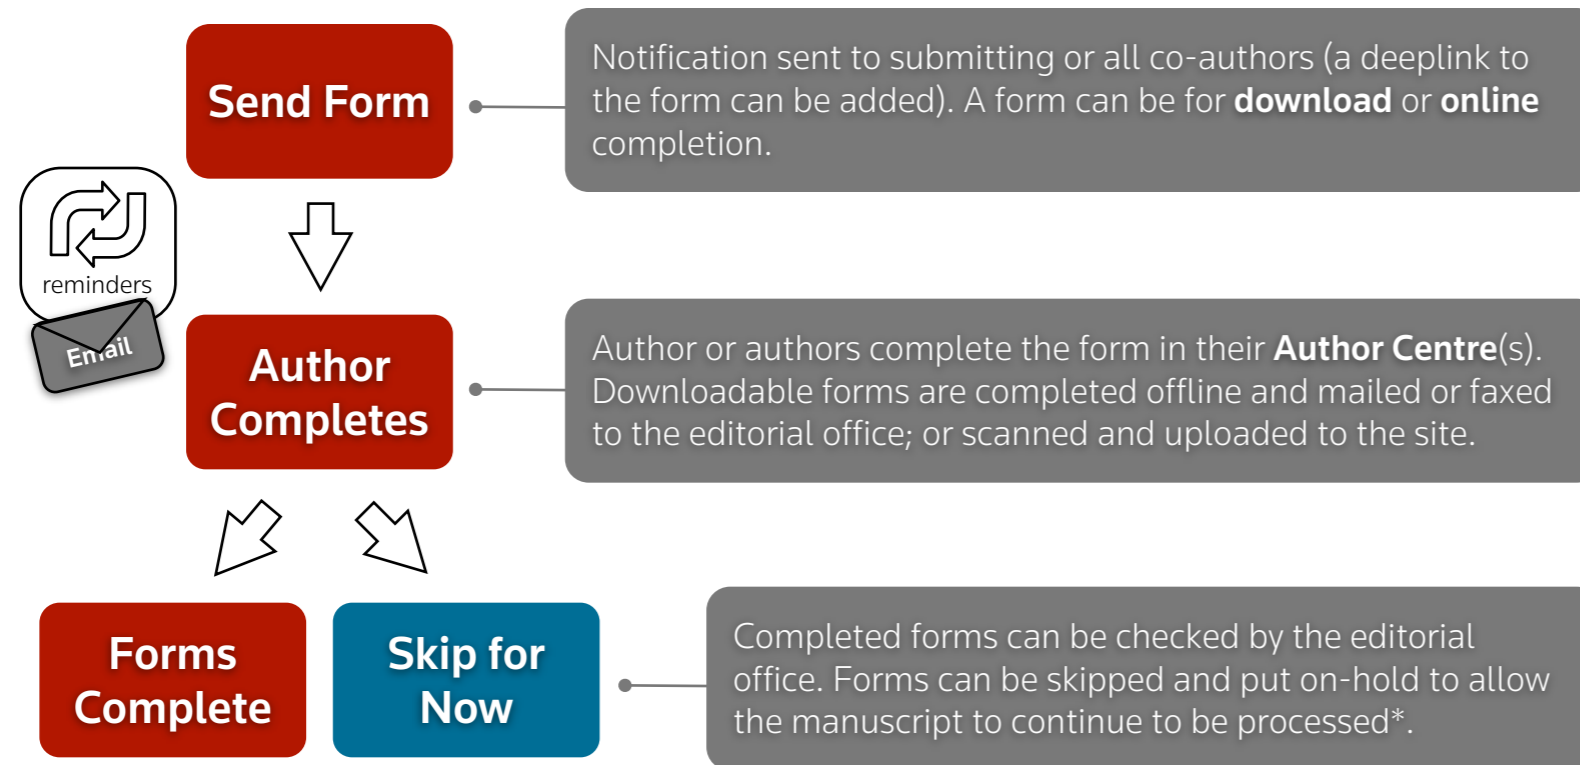 Send Form
Notification sent to submitting or all co-authors (a deeplink to
the form can be added). A form can be for download or online
completion.
reminders
Email
Author
Completes
Author or authors complete the form in their Author Centre(s).
Downloadable forms are completed offline and mailed or faxed
to the editorial office; or scanned and uploaded to the site.
Forms
Complete
Skip for
Now
Completed forms can be checked by the editorial
office. Forms can be skipped and put on-hold to allow
the manuscript to continue to be processed*.